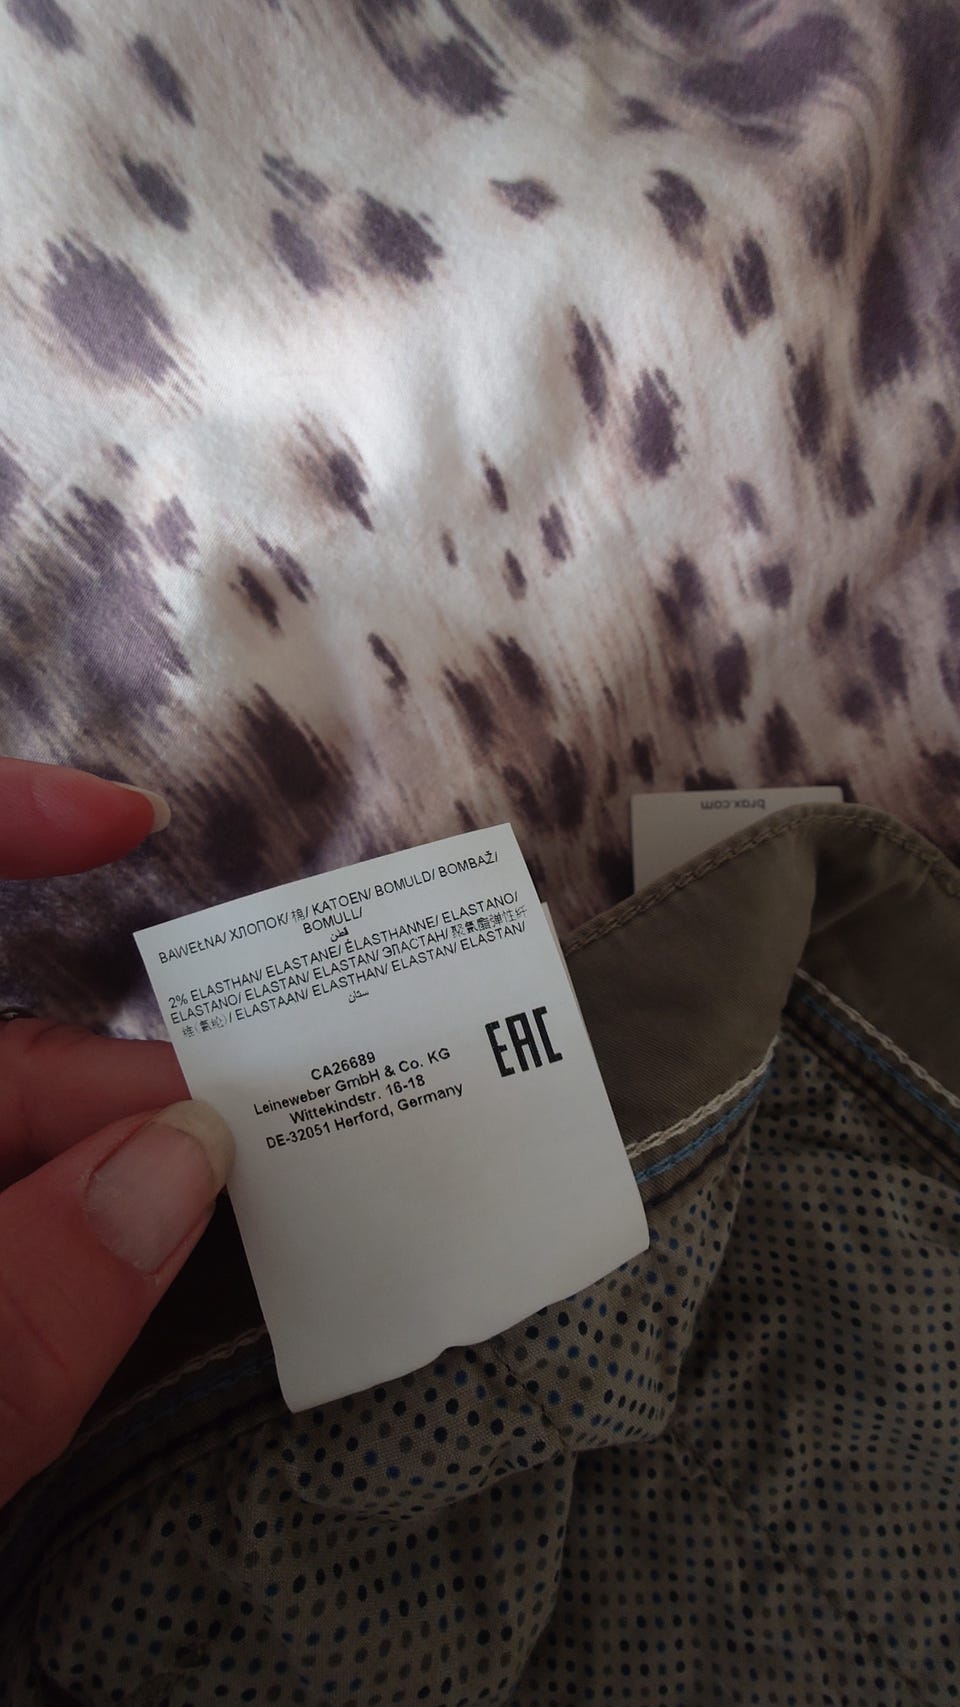 brax.com
BAWEŁNA/ ХЛОПОК/ 棉/ KATOEN/ BOMULD/ BOMBAŽ/
BOMULL/
قطن
2% ELASTHAN/ ELASTANE/ ÉLASTHANNE/ ELASTANO/
ELASTANO/ ELASTAN/ ELASTAN/ ЭЛАСТАН/ 聚氨酯弹性纤
维(氨纶)/ ELASTAAN/ ELASTHAN/ ELASTAN/ ELASTAN/
ستان
EAC
CA26689
Leineweber GmbH & Co. KG
Wittekindstr. 16-18
DE-32051 Herford, Germany